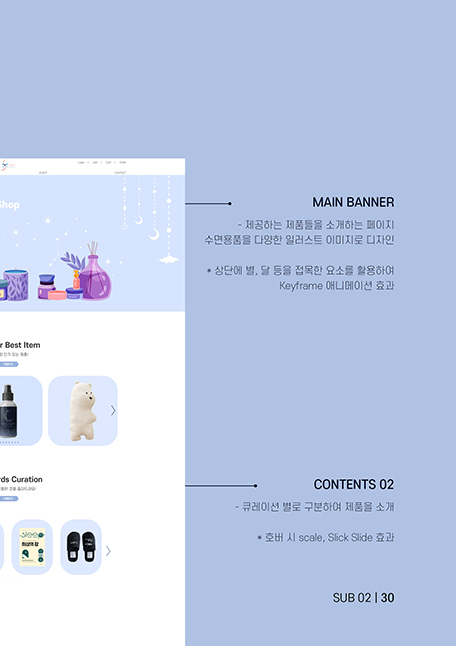 Shop
r Best Item
rds Curation
MAIN BANNER
- 제공하는 제품들을 소개하는 페이지
수면용품을 다양한 일러스트 이미지로 디자인
* 상단에 별, 달 등을 접목한 요소를 활용하여
Keyframe 애니메이션 효과
CONTENTS 02
- 큐레이션 별로 구분하여 제품을 소개
* 호버 시 scale, Slick Slide 효과
SUB 02 | 30